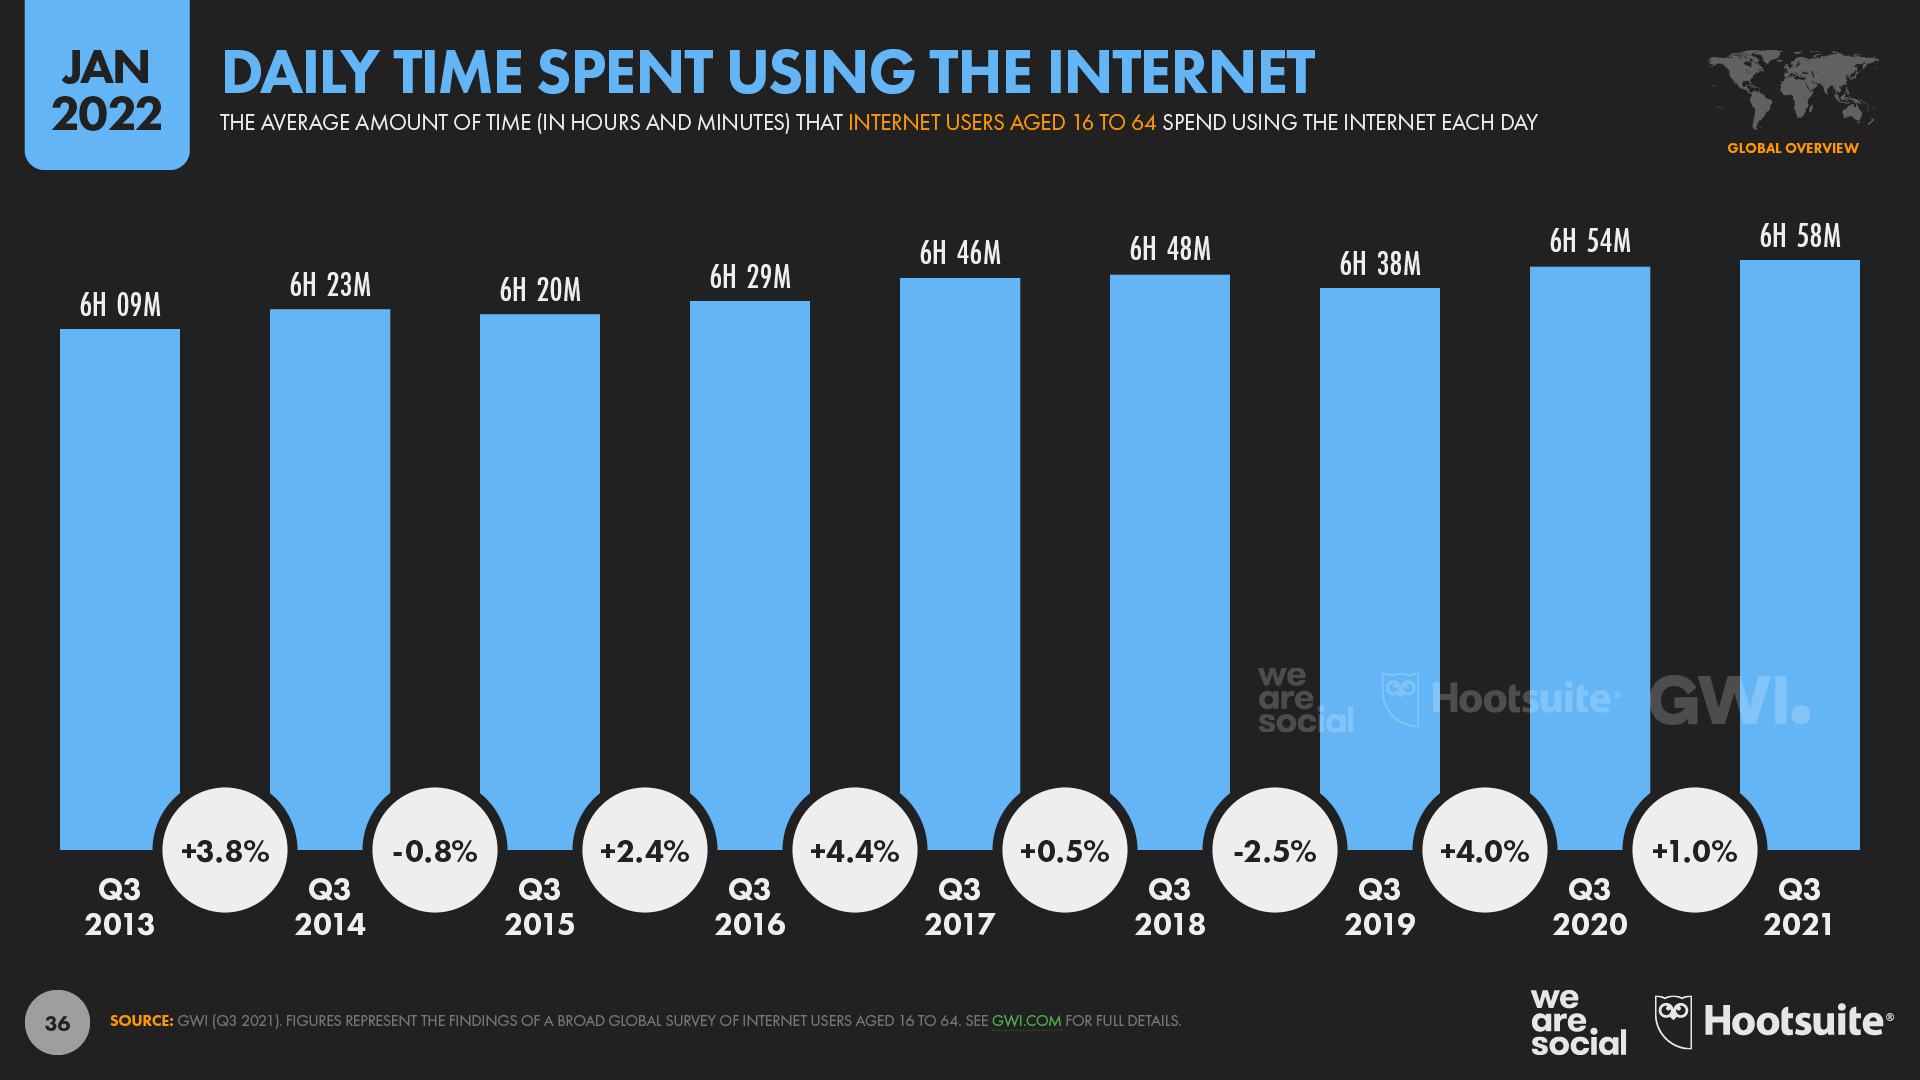 JAN
2022
DAILY TIME SPENT USING THE INTERNET
THE AVERAGE AMOUNT OF TIME (IN HOURS AND MINUTES) THAT INTERNET USERS AGED 16 TO 64 SPEND USING THE INTERNET EACH DAY
GLOBAL OVERVIEW
6H 09M
6H 23M
6H 20M
6H 29M
6H 46M
6H 48M
6H 38M
6H 54M
6H 58M
we
are
social
Hootsuite®
GWI.
+3.8%
-0.8%
+2.4%
+4.4%
+0.5%
-2.5%
+4.0%
+1.0%
Q3
2013
Q3
2014
Q3
2015
Q3
2016
Q3
2017
Q3
2018
Q3
2019
Q3
2020
Q3
2021
36
SOURCE: GWI (Q3 2021). FIGURES REPRESENT THE FINDINGS OF A BROAD GLOBAL SURVEY OF INTERNET USERS AGED 16 TO 64. SEE GWI.COM FOR FULL DETAILS.
we
are
social
Hootsuite®